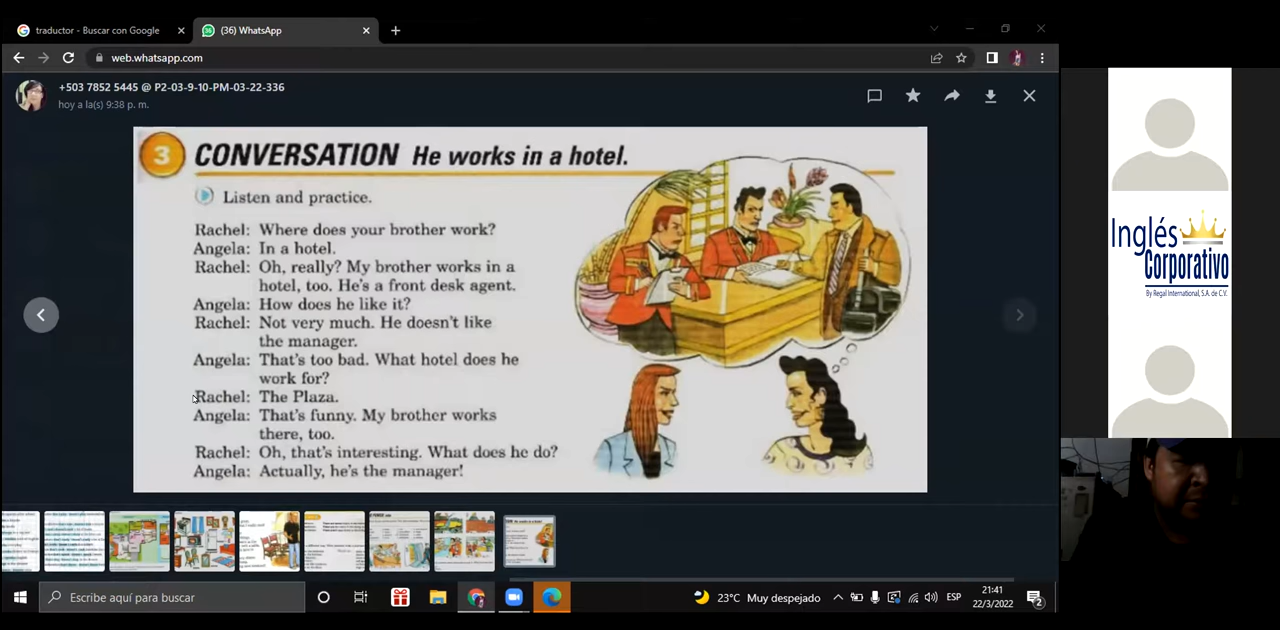 traductor - Buscar con Google
(36) WhatsApp
web.whatsapp.com
+503 7852 5445 @ P2-03-9-10-PM-03-22-336
hoy a la(s) 9:38 p. m.
3 CONVERSATION He works in a hotel.
Listen and practice.
Rachel: Where does your brother work?
Angela: In a hotel.
Rachel: Oh, really? My brother works in a
hotel, too. He's a front desk agent.
Angela: How does he like it?
Rachel: Not very much. He doesn't like
the manager.
Angela: That's too bad. What hotel does he
work for?
Rachel: The Plaza.
Angela: That's funny. My brother works
there, too.
Rachel: Oh, that's interesting. What does he do?
Angela: Actually, he's the manager!
Inglés
Corporativo
By Regal International, S.A. de C.V.
Escribe aquí para buscar
23°C Muy despejado
ESP
21:41
22/3/2022
2